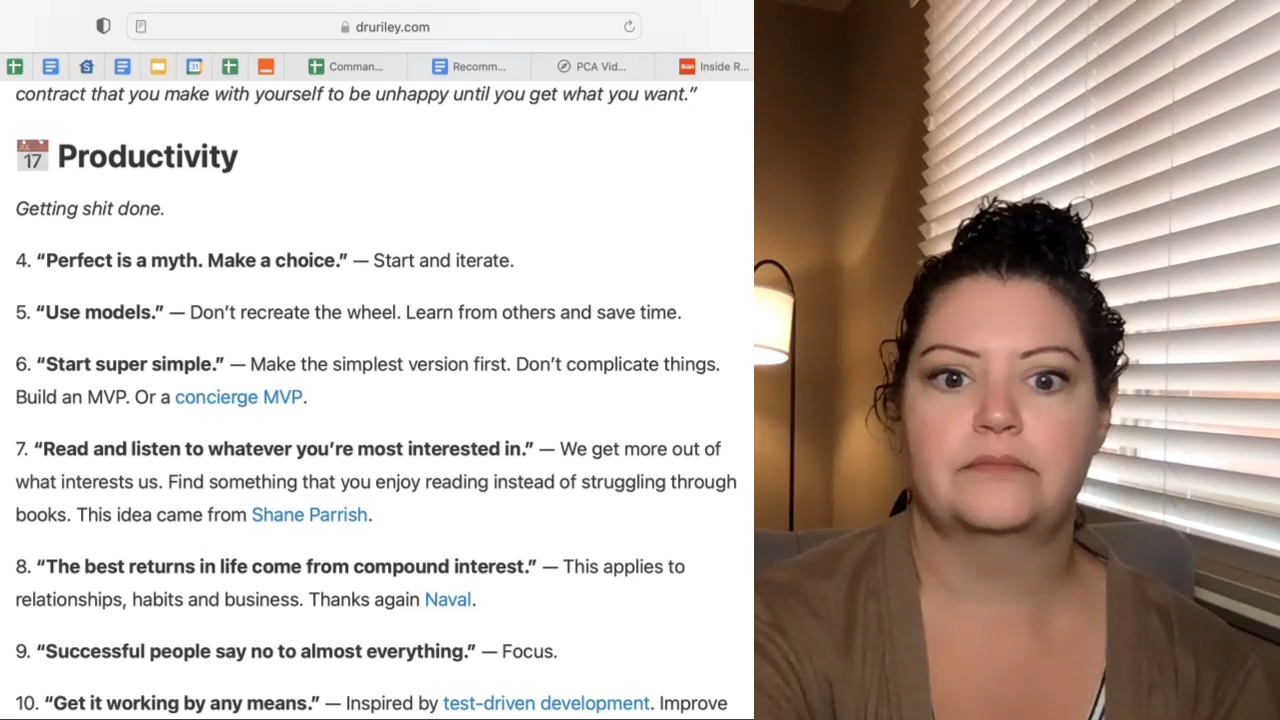 druriley.com
Comman... Recomm... PCA Vid... Inside R...
contract that you make with yourself to be unhappy until you get what you want.”
JUL 17 Productivity
Getting shit done.
4. “Perfect is a myth. Make a choice.” — Start and iterate.
5. “Use models.” — Don’t recreate the wheel. Learn from others and save time.
6. “Start super simple.” — Make the simplest version first. Don’t complicate things.
Build an MVP. Or a concierge MVP.
7. “Read and listen to whatever you’re most interested in.” — We get more out of
what interests us. Find something that you enjoy reading instead of struggling through
books. This idea came from Shane Parrish.
8. “The best returns in life come from compound interest.” — This applies to
relationships, habits and business. Thanks again Naval.
9. “Successful people say no to almost everything.” — Focus.
10. “Get it working by any means.” — Inspired by test-driven development. Improve